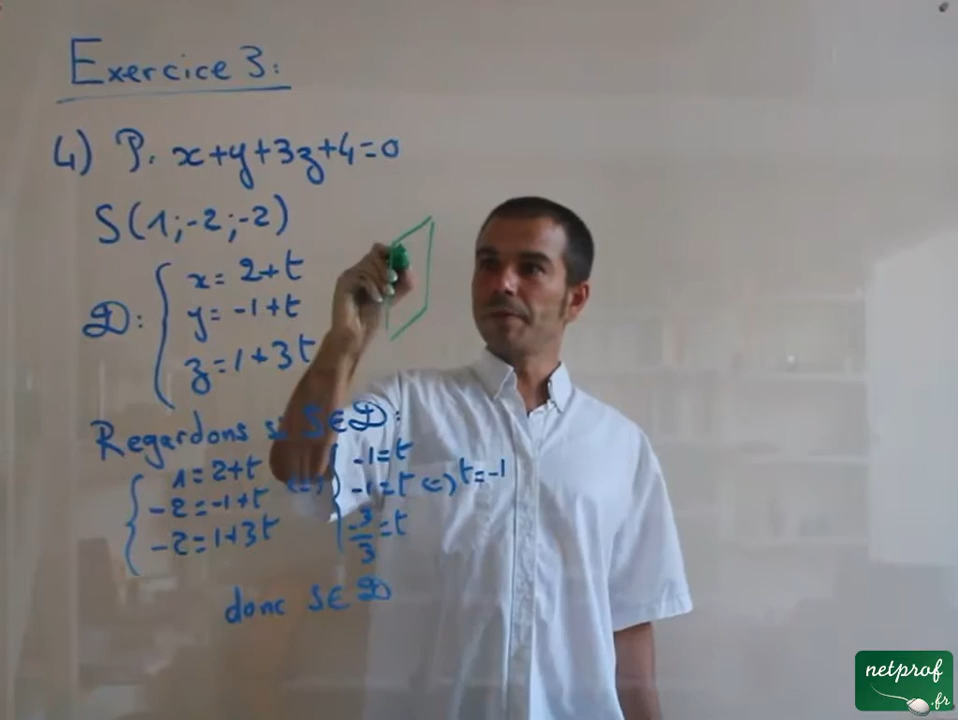 Exercice 3:
4) P: x+y+3z+4=0
S(1;-2;-2)
D: { x= 2+t
y= -1+t
z=1+3t
Regardons si S∈D:
{ 1=2+t <=> { -1=t
-2=-1+t -1=t <=> t=-1
-2=1+3t -3/3=t
donc S∈D
netprof
.fr